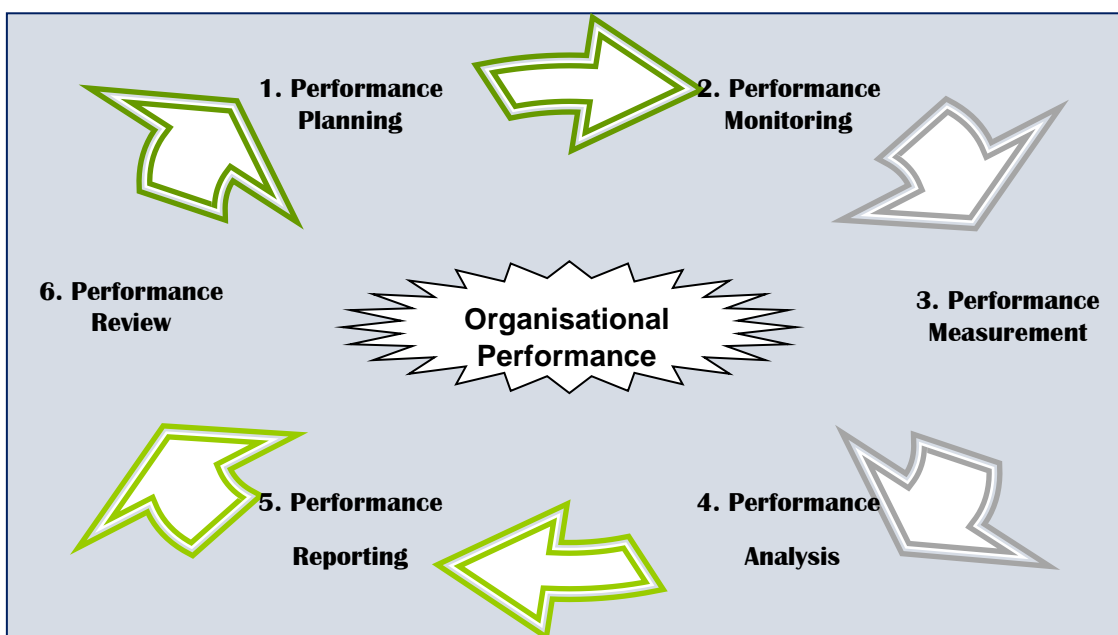 1. Performance
Planning
2. Performance
Monitoring
3. Performance
Measurement
4. Performance
Analysis
5. Performance
Reporting
6. Performance
Review
Organisational
Performance